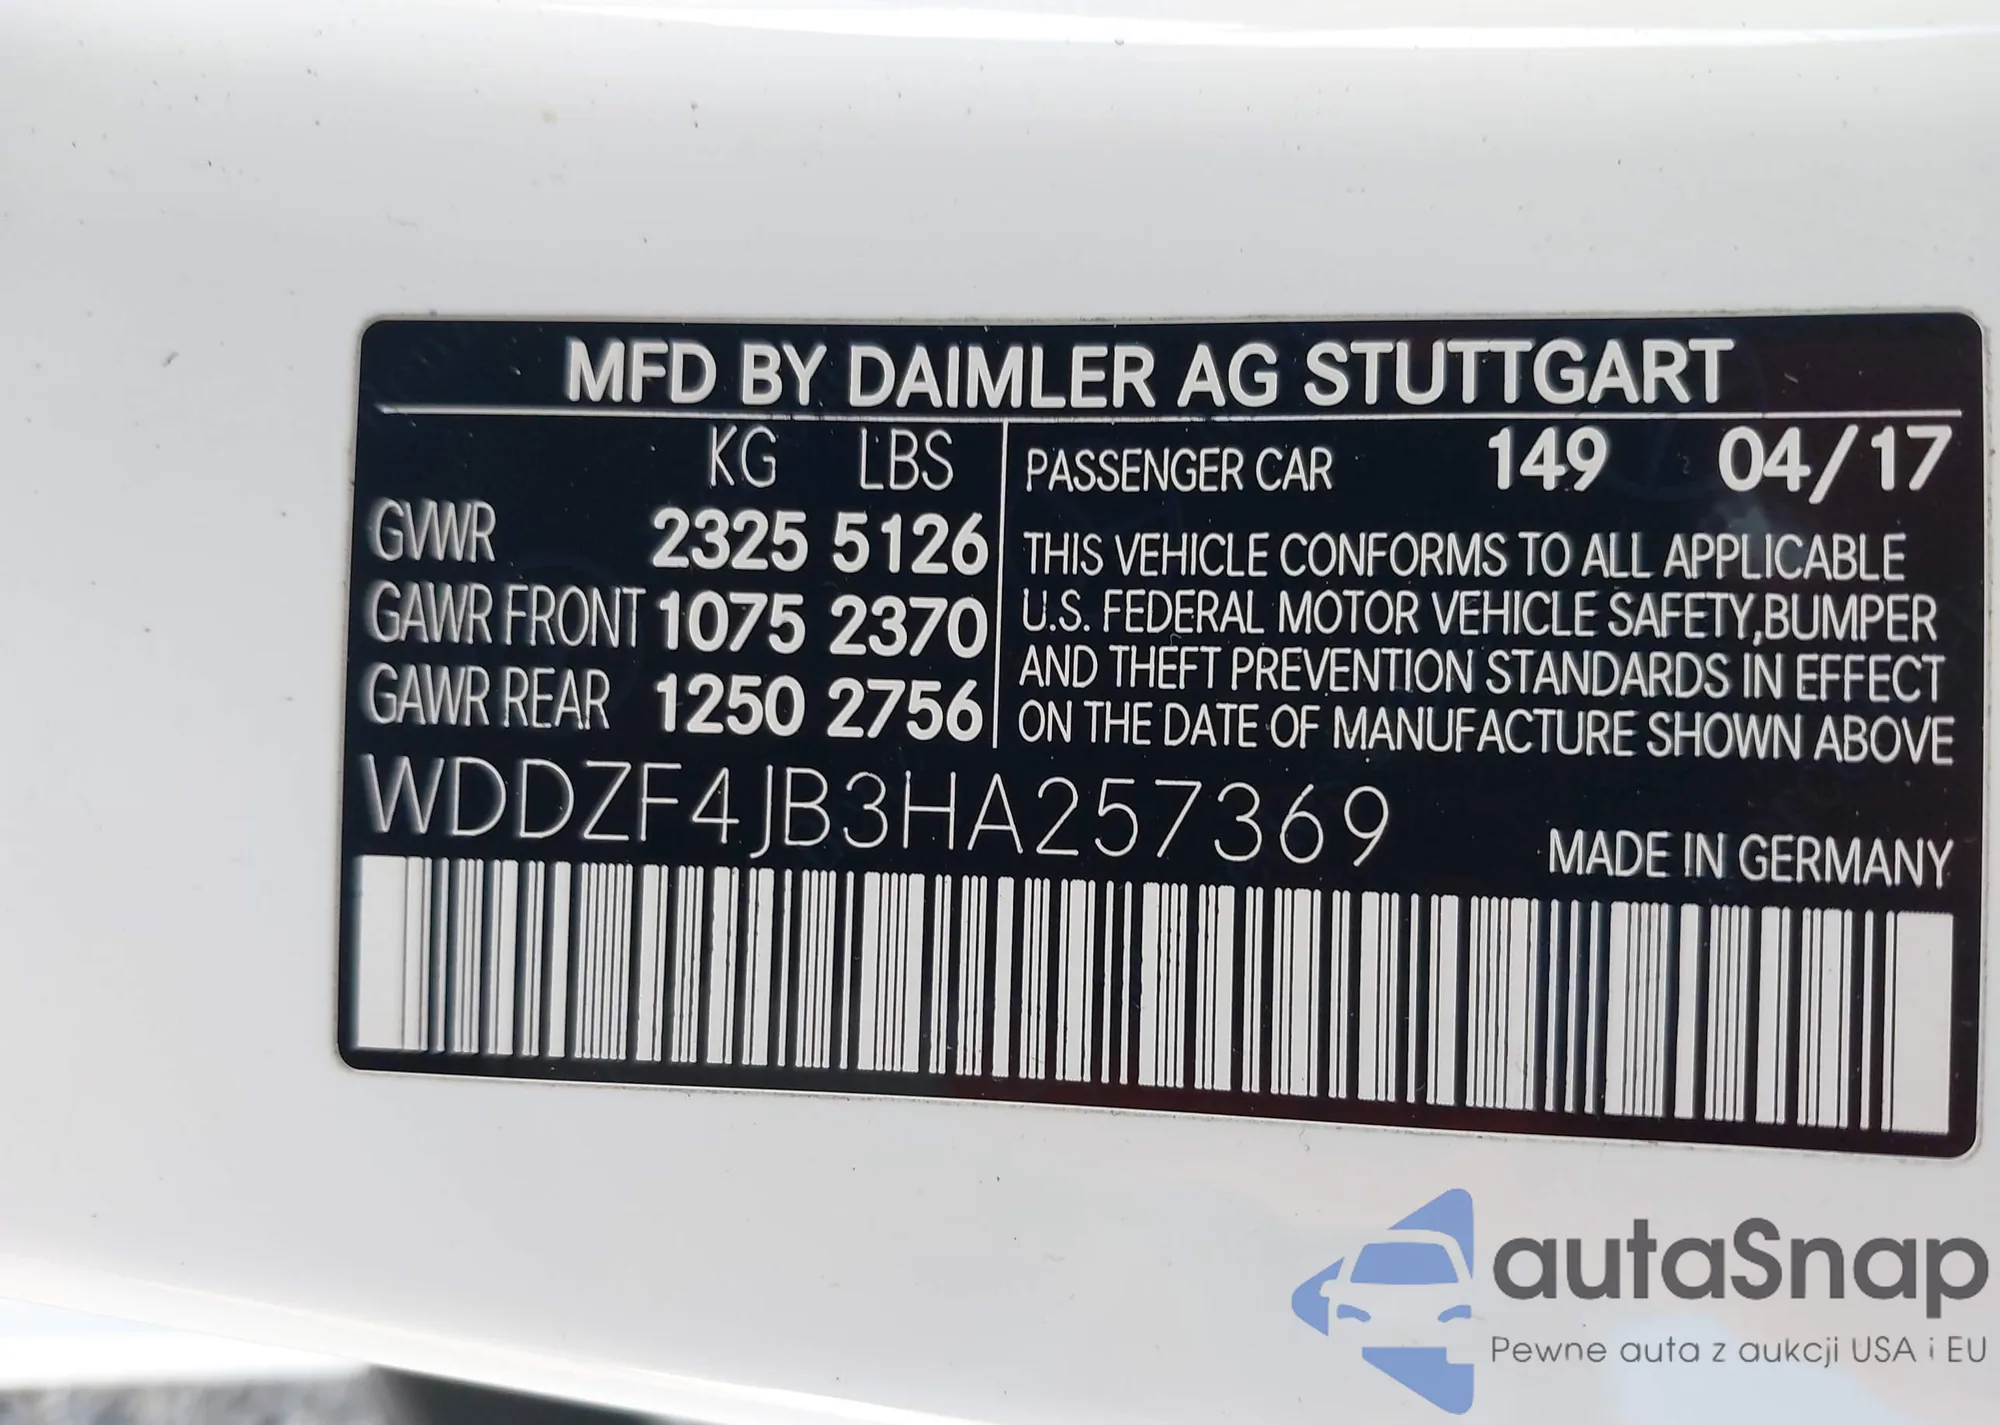 MFD BY DAIMLER AG STUTTGART
KG LBS
GVWR 2325 5126
GAWR FRONT 1075 2370
GAWR REAR 1250 2756
PASSENGER CAR 149 04/17
THIS VEHICLE CONFORMS TO ALL APPLICABLE
U.S. FEDERAL MOTOR VEHICLE SAFETY,BUMPER
AND THEFT PREVENTION STANDARDS IN EFFECT
ON THE DATE OF MANUFACTURE SHOWN ABOVE
WDDZF4JB3HA257369
MADE IN GERMANY
autaSnap
Pewne auta z aukcji USA i EU